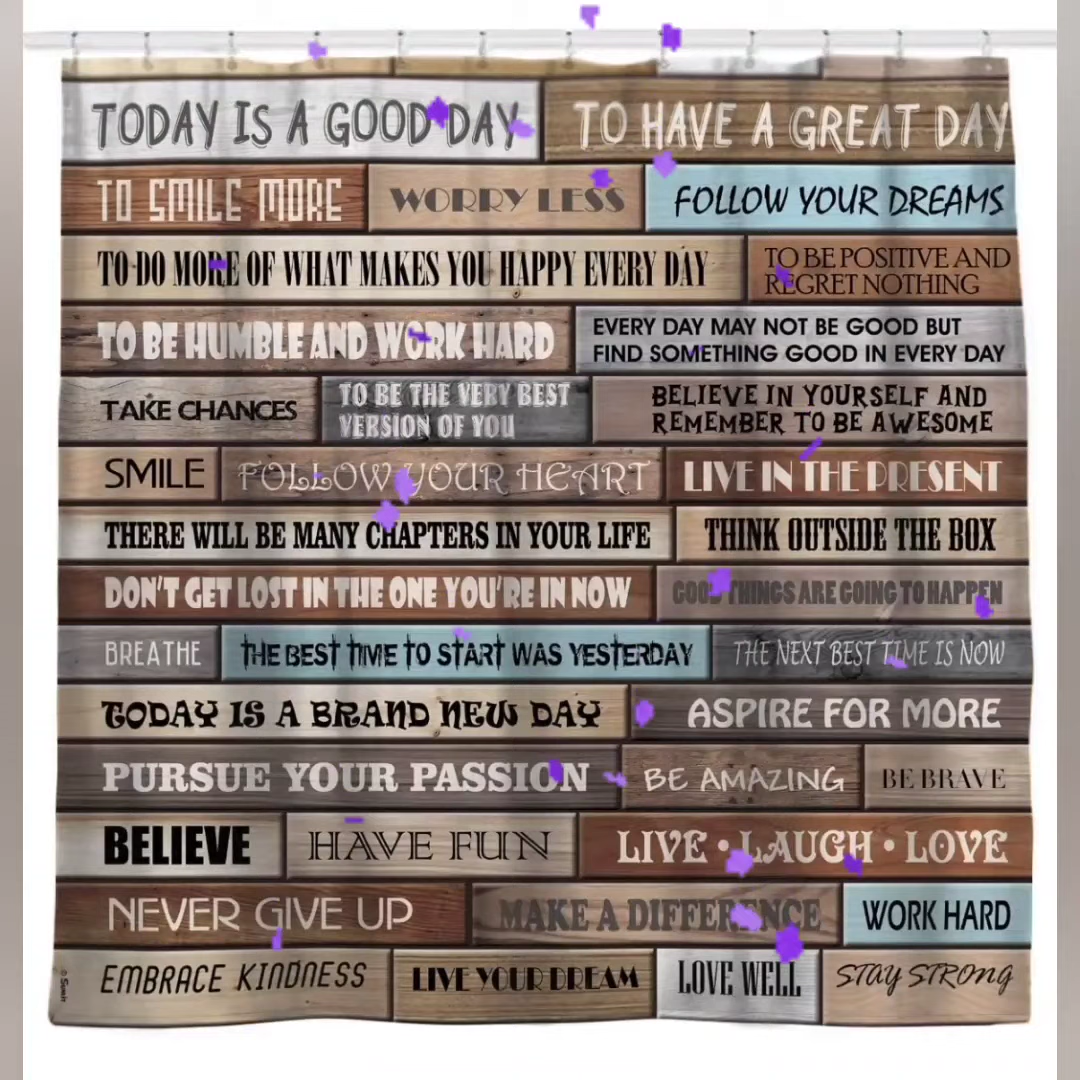 TODAY IS A GOOD DAY
TO HAVE A GREAT DAY
TO SMILE MORE
WORRY LESS
FOLLOW YOUR DREAMS
TO DO MORE OF WHAT MAKES YOU HAPPY EVERY DAY
TO BE POSITIVE AND
REGRET NOTHING
TO BE HUMBLE AND WORK HARD
EVERY DAY MAY NOT BE GOOD BUT
FIND SOMETHING GOOD IN EVERY DAY
TAKE CHANCES
TO BE THE VERY BEST
VERSION OF YOU
BELIEVE IN YOURSELF AND
REMEMBER TO BE AWESOME
SMILE
FOLLOW YOUR HEART
LIVE IN THE PRESENT
THERE WILL BE MANY CHAPTERS IN YOUR LIFE
THINK OUTSIDE THE BOX
DON'T GET LOST IN THE ONE YOU'RE IN NOW
GOOD THINGS ARE GOING TO HAPPEN
BREATHE
THE BEST TIME TO START WAS YESTERDAY
THE NEXT BEST TIME IS NOW
TODAY IS A BRAND NEW DAY
ASPIRE FOR MORE
PURSUE YOUR PASSION
BE AMAZING
BE BRAVE
BELIEVE
HAVE FUN
LIVE • LAUGH • LOVE
NEVER GIVE UP
MAKE A DIFFERENCE
WORK HARD
EMBRACE KINDNESS
LIVE YOUR DREAM
LOVE WELL
STAY STRONG